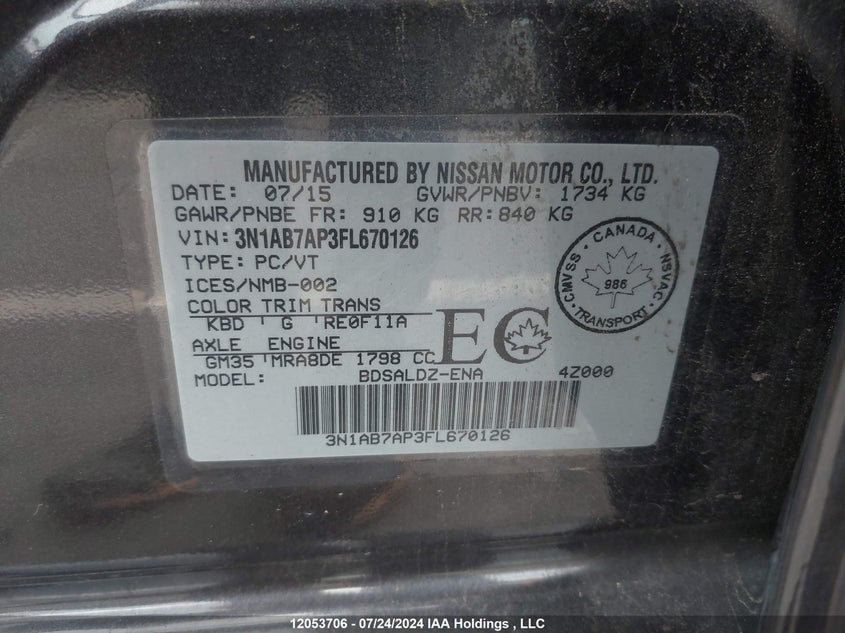 MANUFACTURED BY NISSAN MOTOR CO., LTD.
DATE: 07/15 GVWR/PNBV: 1734 KG
GAWR/PNBE FR: 910 KG RR:840 KG
VIN: 3N1AB7AP3FL670126
TYPE: PC/VT
ICES/NMB-002
COLOR TRIM TRANS
KBD G RE0F11A
AXLE ENGINE
GM35 MRA8DE 1798 CC
EC
CMVSS - CANADA - NSVAC - TRANSPORT -
986
MODEL: BDSALDZ-ENA 4Z000
3N1AB7AP3FL670126
12053706 - 07/24/2024 IAA Holdings , LLC